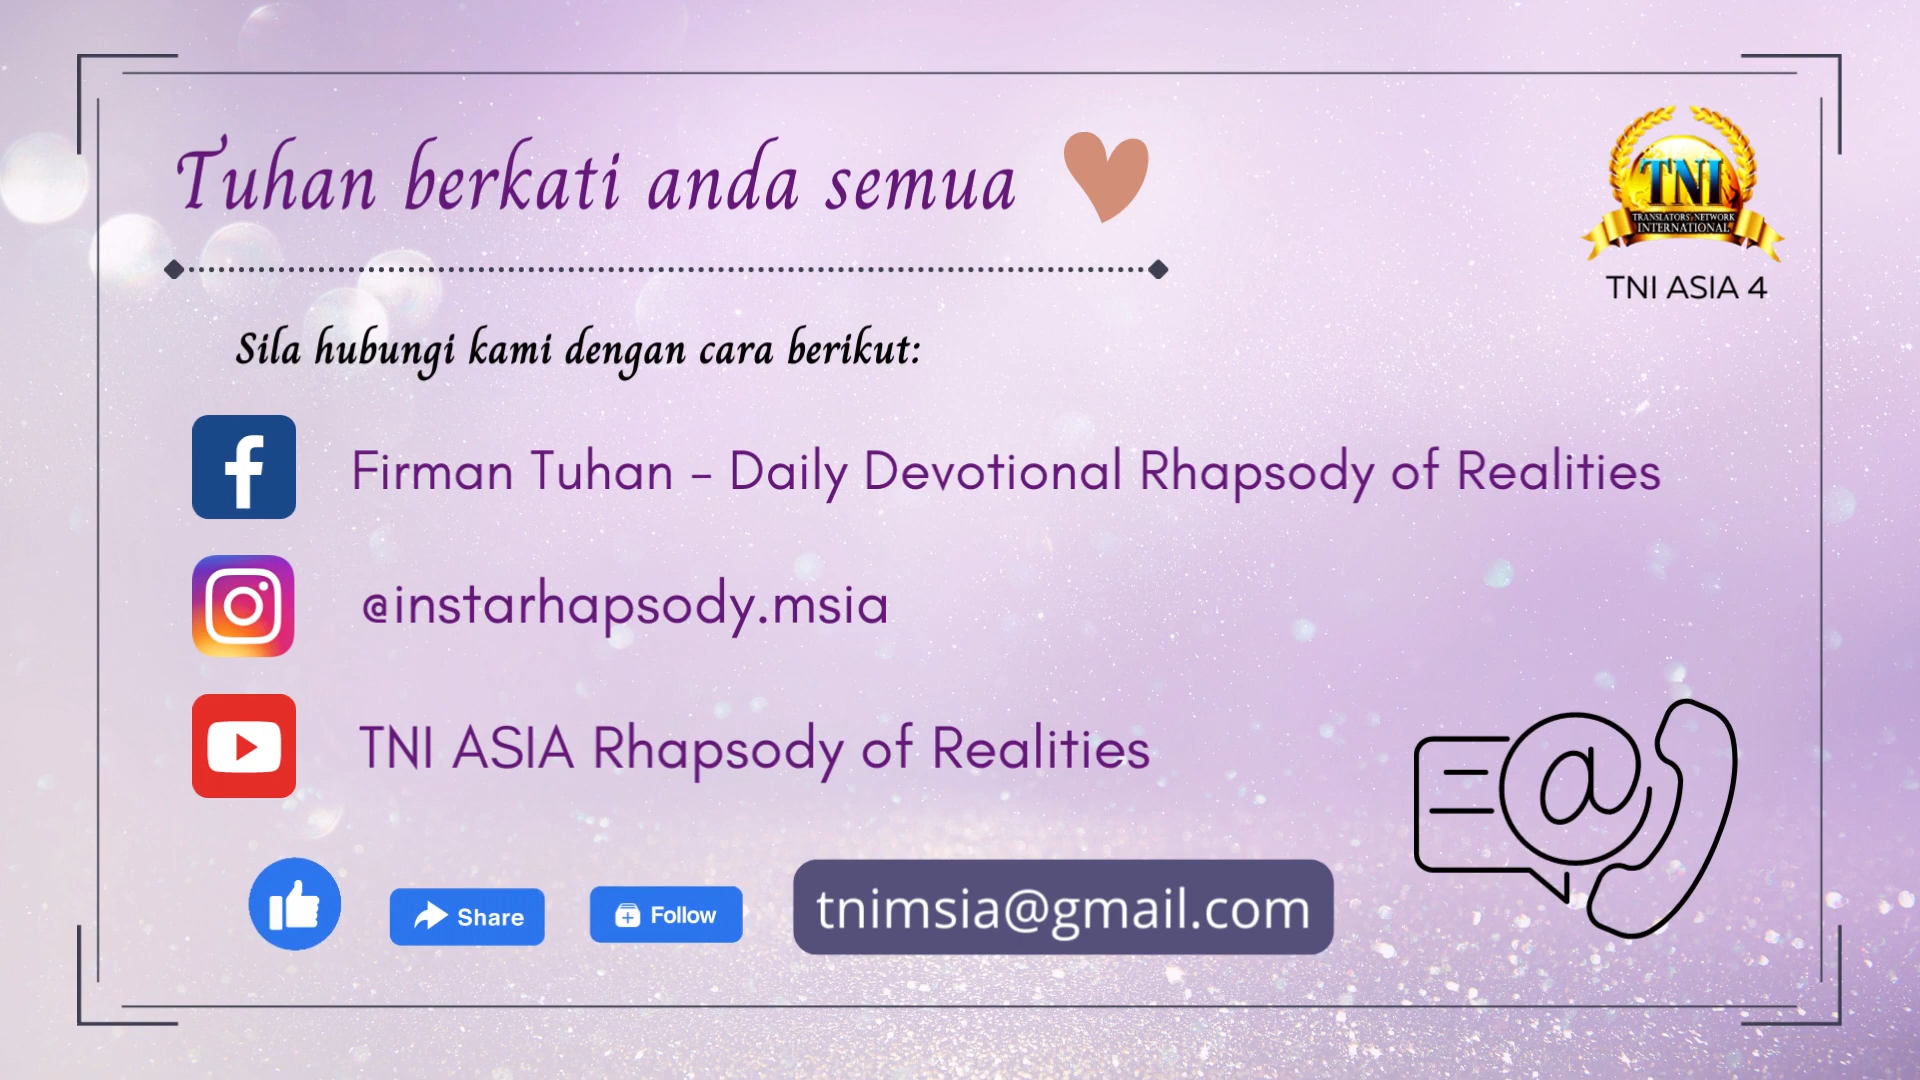 Tuhan berkati anda semua
TNI
TRANSLATORS' NETWORK
INTERNATIONAL
TNI ASIA 4
Sila hubungi kami dengan cara berikut:
Firman Tuhan - Daily Devotional Rhapsody of Realities
@instarhapsody.msia
TNI ASIA Rhapsody of Realities
Share
Follow
tnimsia@gmail.com